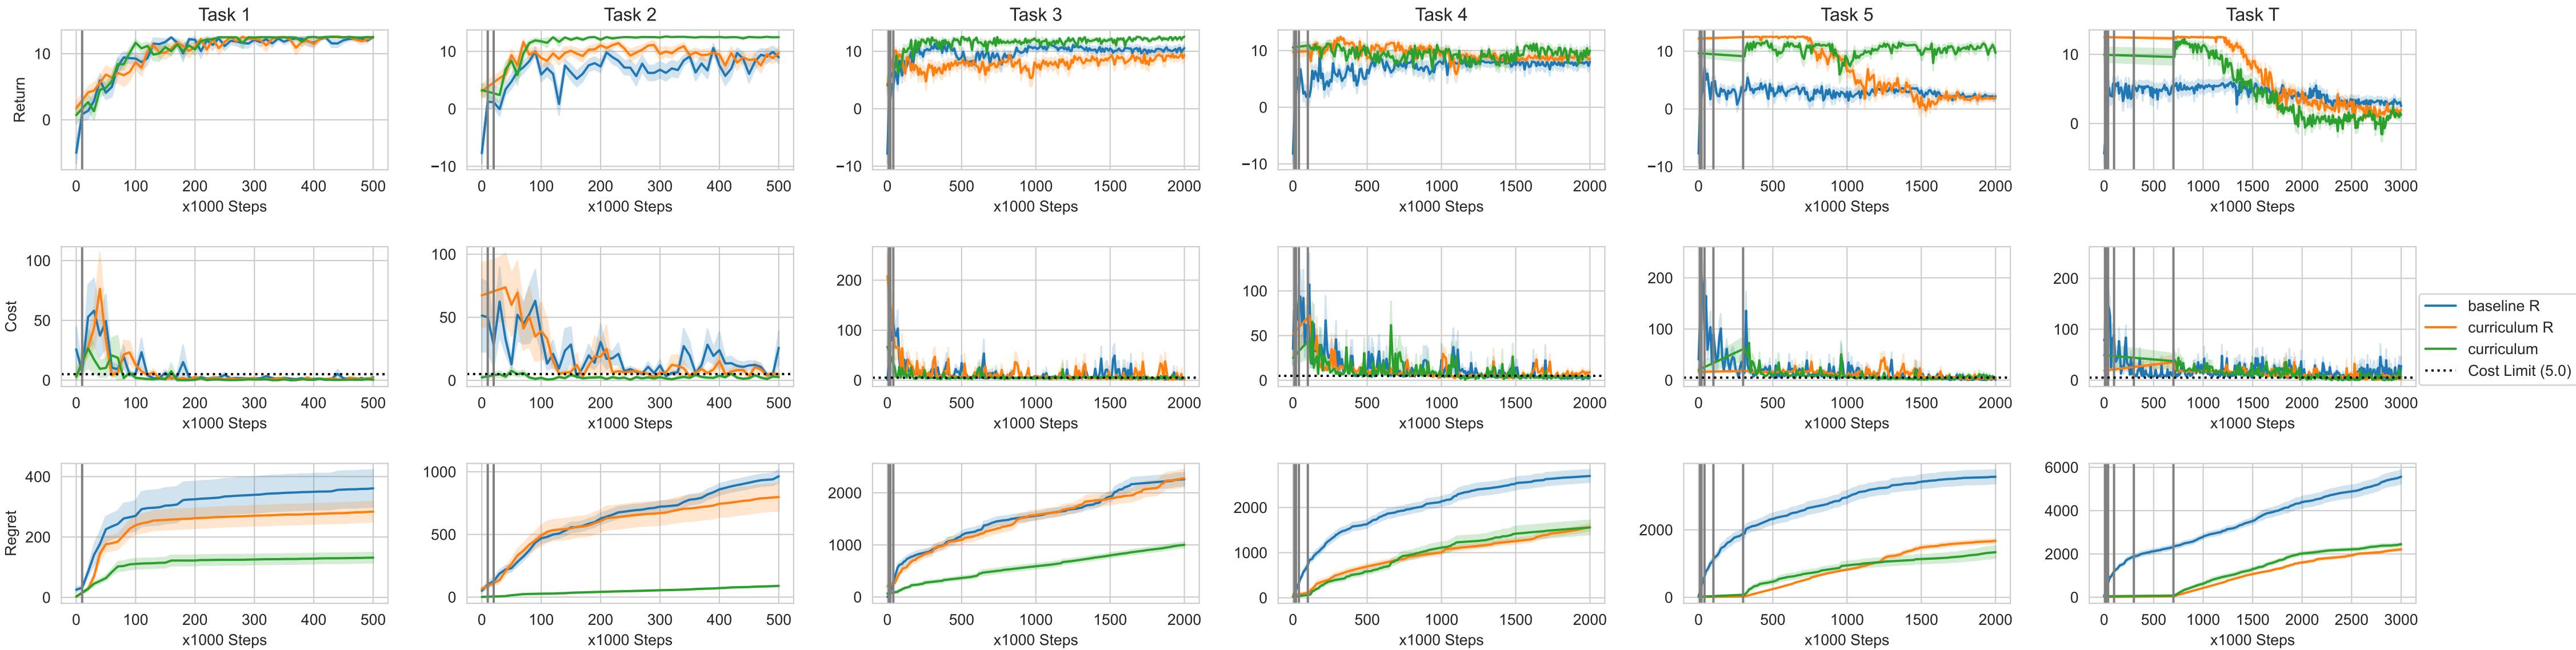 Task 1 Task 2 Task 3 Task 4 Task 5 Task T
Return
10 0
10 0 −10
10 0 −10
10 0 −10
10 0 −10
10 0
0 100 200 300 400 500
0 100 200 300 400 500
0 500 1000 1500 2000
0 500 1000 1500 2000
0 500 1000 1500 2000
0 500 1000 1500 2000 2500 3000
x1000 Steps x1000 Steps x1000 Steps x1000 Steps x1000 Steps x1000 Steps
Cost
100 50 0
100 50 0
200 100 0
100 50 0
200 100 0
200 100 0
0 100 200 300 400 500
0 100 200 300 400 500
0 500 1000 1500 2000
0 500 1000 1500 2000
0 500 1000 1500 2000
0 500 1000 1500 2000 2500 3000
x1000 Steps x1000 Steps x1000 Steps x1000 Steps x1000 Steps x1000 Steps
baseline R
curriculum R
curriculum
Cost Limit (5.0)
Regret
400 200 0
1000 500 0
2000 1000 0
2000 1000 0
2000 0
6000 4000 2000 0
0 100 200 300 400 500
0 100 200 300 400 500
0 500 1000 1500 2000
0 500 1000 1500 2000
0 500 1000 1500 2000
0 500 1000 1500 2000 2500 3000
x1000 Steps x1000 Steps x1000 Steps x1000 Steps x1000 Steps x1000 Steps